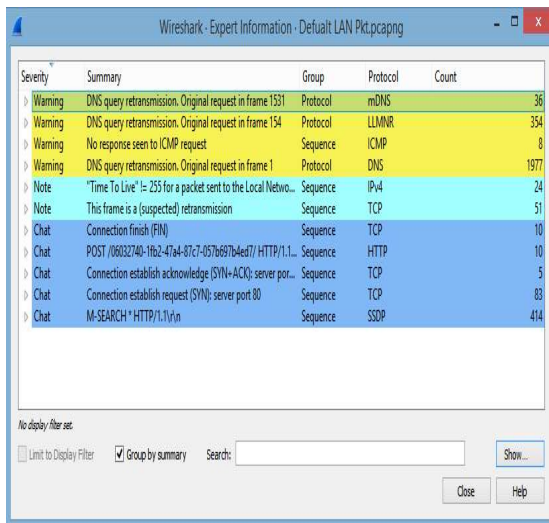 Wireshark · Expert Information · Defualt LAN Pkt.pcapng
Severity Summary Group Protocol Count
Warning DNS query retransmission. Original request in frame 1531 Protocol mDNS 36
Warning DNS query retransmission. Original request in frame 154 Protocol LLMNR 354
Warning No response seen to ICMP request Sequence ICMP 8
Warning DNS query retransmission. Original request in frame 1 Protocol DNS 1977
Note "Time To Live" != 255 for a packet sent to the Local Netwo... Sequence IPv4 24
Note This frame is a (suspected) retransmission Sequence TCP 51
Chat Connection finish (FIN) Sequence TCP 10
Chat POST /06032740-1fb2-47a4-87c7-057b697b4ed7/ HTTP/1.1... Sequence HTTP 10
Chat Connection establish acknowledge (SYN+ACK): server por... Sequence TCP 5
Chat Connection establish request (SYN): server port 80 Sequence TCP 83
Chat M-SEARCH * HTTP/1.1\r\n Sequence SSDP 414
No display filter set.
Limit to Display Filter Group by summary Search: Show...
Close Help